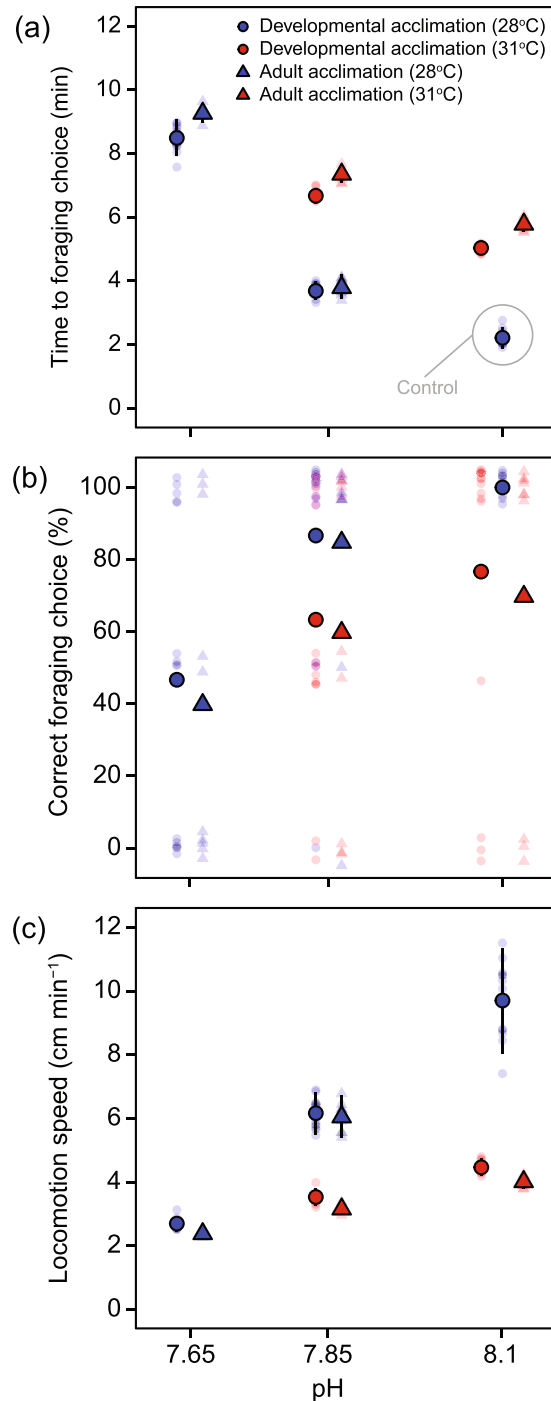 (a)
Time to foraging choice (min)
12
10
8
6
4
2
0
Developmental acclimation (28°C)
Developmental acclimation (31°C)
Adult acclimation (28°C)
Adult acclimation (31°C)
Control
(b)
Correct foraging choice (%)
100
80
60
40
20
0
(c)
Locomotion speed (cm min⁻¹)
12
10
8
6
4
2
0
7.65 7.85 8.1
pH